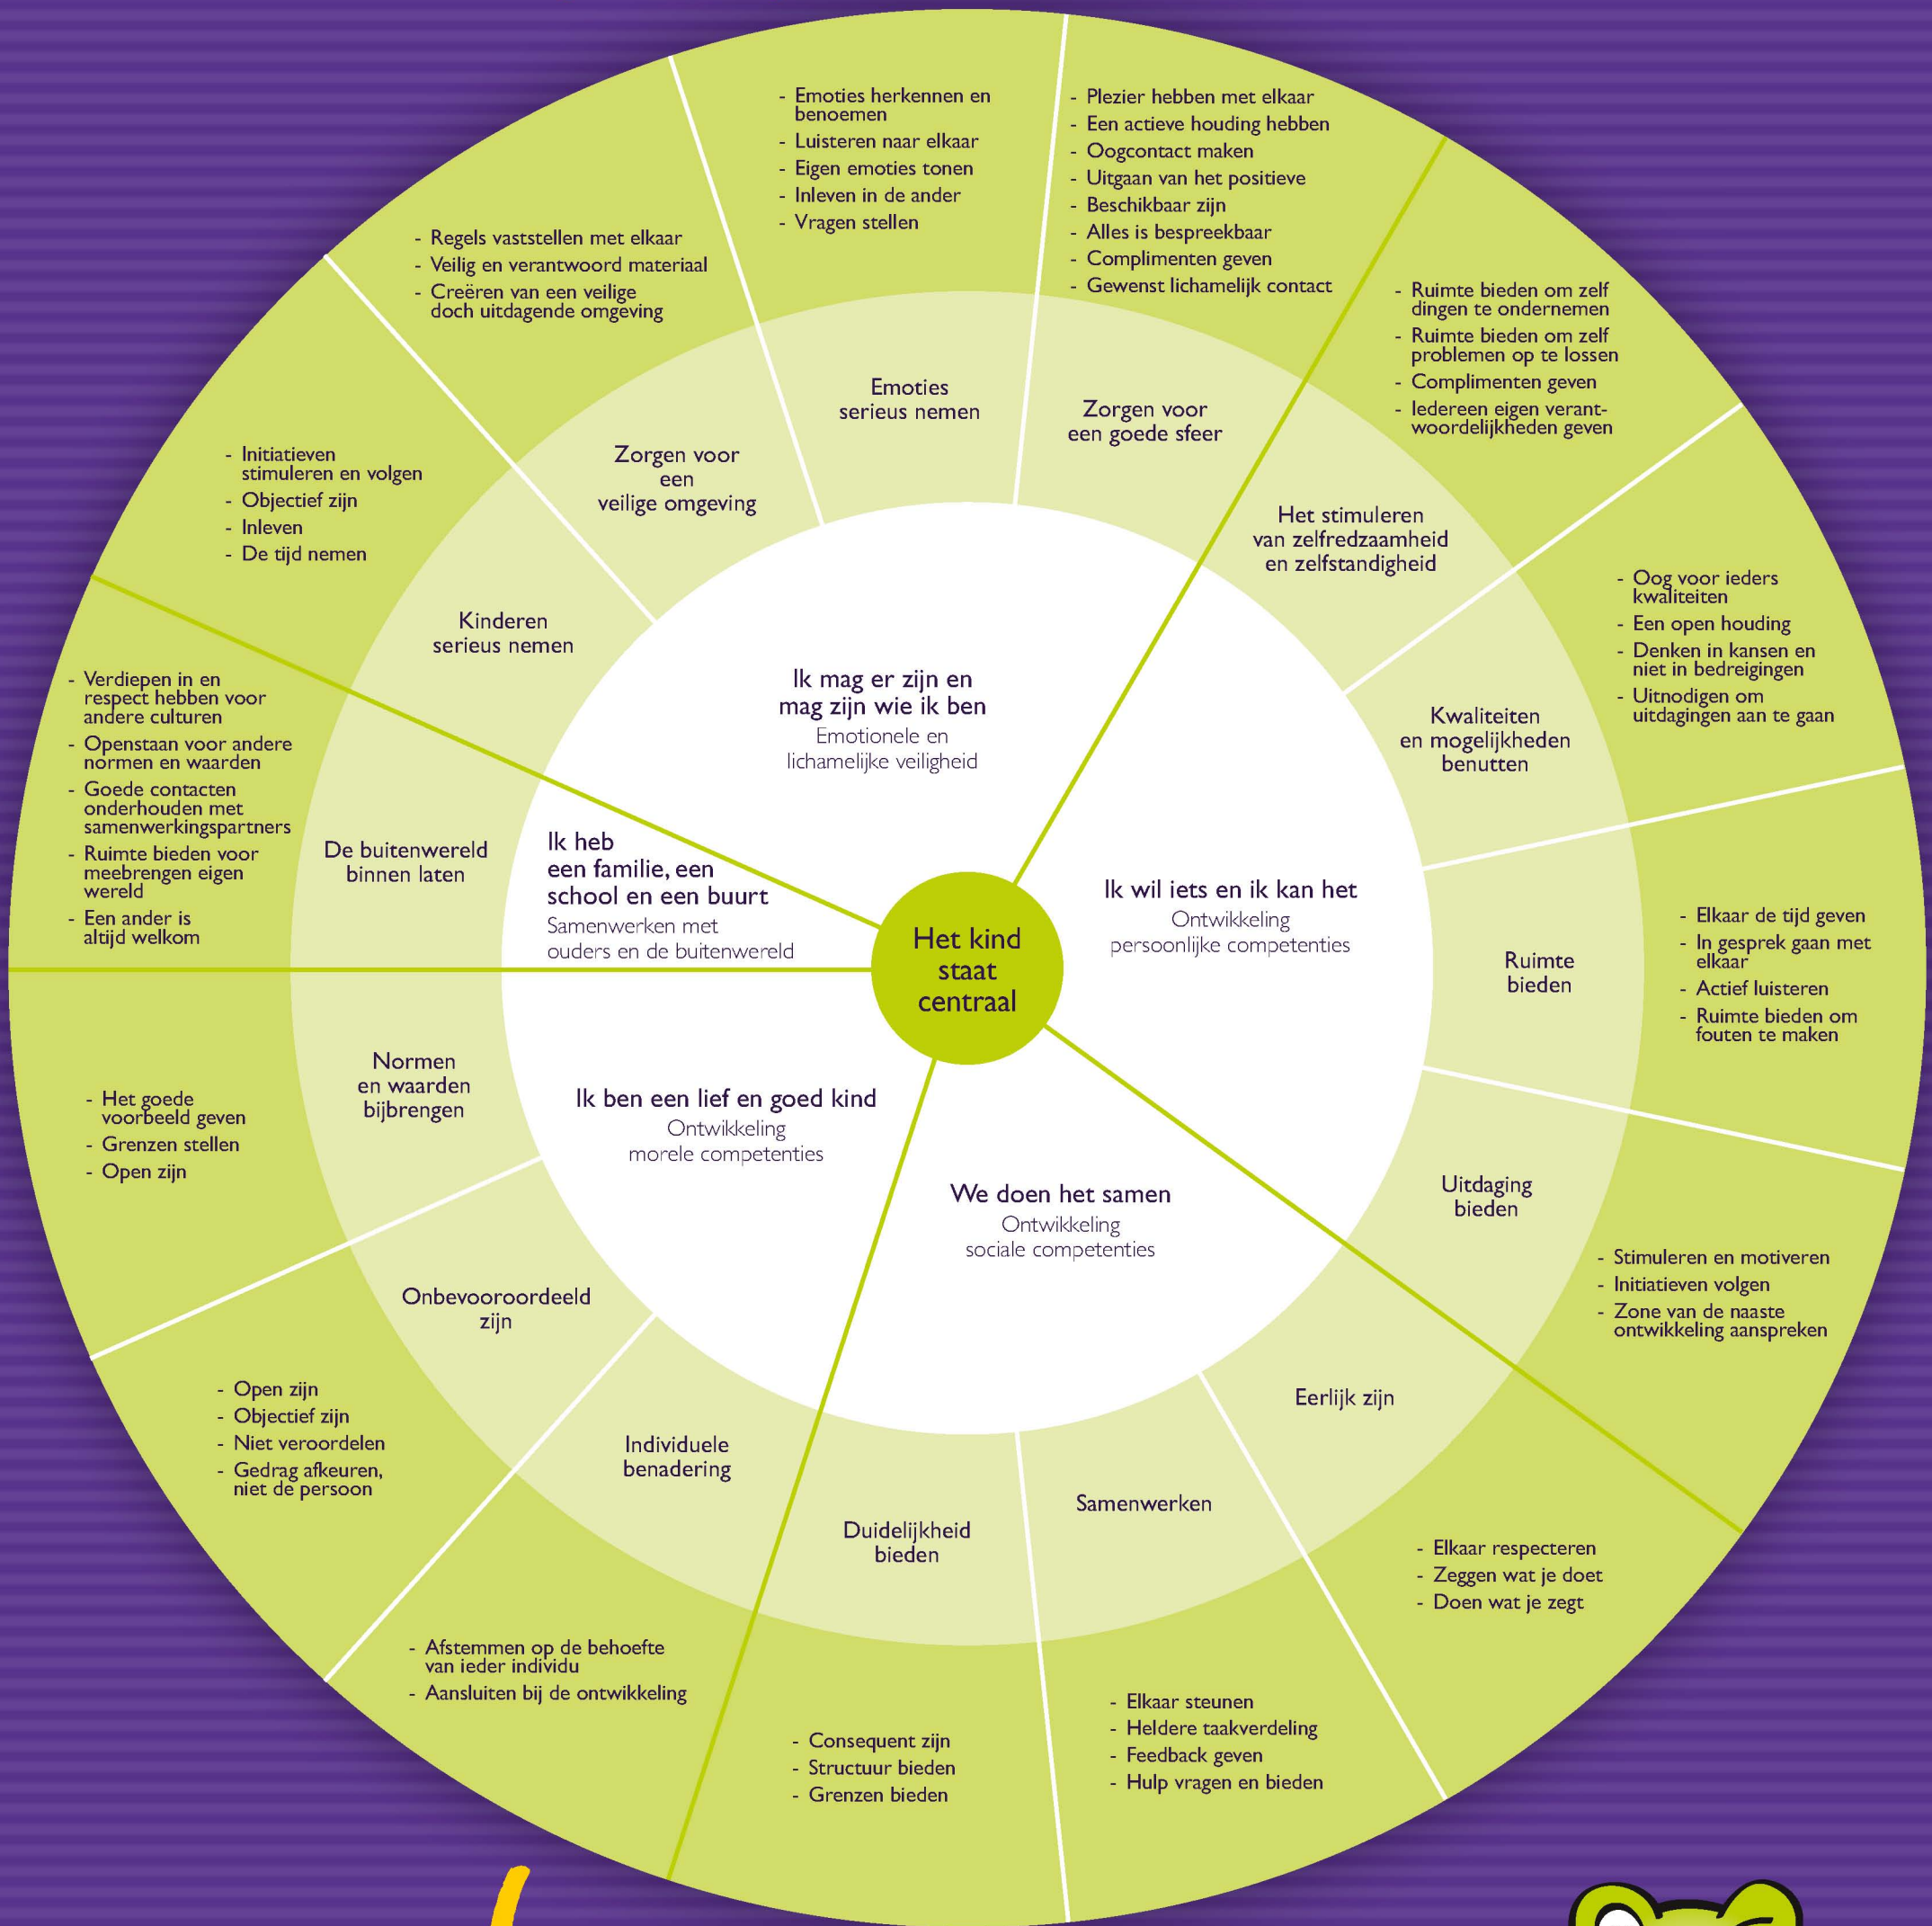 Het kind
staat
centraal
Ik mag er zijn en
mag zijn wie ik ben
Emotionele en
lichamelijke veiligheid
Kinderen
serieus nemen
- Initiatieven
stimuleren en volgen
- Objectief zijn
- Inleven
- De tijd nemen
Zorgen voor
een
veilige omgeving
- Regels vaststellen met elkaar
- Veilig en verantwoord materiaal
- Creëren van een veilige
doch uitdagende omgeving
Emoties
serieus nemen
- Emoties herkennen en
benoemen
- Luisteren naar elkaar
- Eigen emoties tonen
- Inleven in de ander
- Vragen stellen
Zorgen voor
een goede sfeer
- Plezier hebben met elkaar
- Een actieve houding hebben
- Oogcontact maken
- Uitgaan van het positieve
- Beschikbaar zijn
- Alles is bespreekbaar
- Complimenten geven
- Gewenst lichamelijk contact
Ik wil iets en ik kan het
Ontwikkeling
persoonlijke competenties
Het stimuleren
van zelfredzaamheid
en zelfstandigheid
- Ruimte bieden om zelf
dingen te ondernemen
- Ruimte bieden om zelf
problemen op te lossen
- Complimenten geven
- Iedereen eigen verant-
woordelijkheden geven
Kwaliteiten
en mogelijkheden
benutten
- Oog voor ieders
kwaliteiten
- Een open houding
- Denken in kansen en
niet in bedreigingen
- Uitnodigen om
uitdagingen aan te gaan
Ruimte
bieden
- Elkaar de tijd geven
- In gesprek gaan met
elkaar
- Actief luisteren
- Ruimte bieden om
fouten te maken
Uitdaging
bieden
- Stimuleren en motiveren
- Initiatieven volgen
- Zone van de naaste
ontwikkeling aanspreken
We doen het samen
Ontwikkeling
sociale competenties
Eerlijk zijn
- Elkaar respecteren
- Zeggen wat je doet
- Doen wat je zegt
Samenwerken
- Elkaar steunen
- Heldere taakverdeling
- Feedback geven
- Hulp vragen en bieden
Duidelijkheid
bieden
- Consequent zijn
- Structuur bieden
- Grenzen bieden
Ik ben een lief en goed kind
Ontwikkeling
morele competenties
Individuele
benadering
- Afstemmen op de behoefte
van ieder individu
- Aansluiten bij de ontwikkeling
Onbevooroordeeld
zijn
- Open zijn
- Objectief zijn
- Niet veroordelen
- Gedrag afkeuren,
niet de persoon
Normen
en waarden
bijbrengen
- Het goede
voorbeeld geven
- Grenzen stellen
- Open zijn
Ik heb
een familie, een
school en een buurt
Samenwerken met
ouders en de buitenwereld
De buitenwereld
binnen laten
- Verdiepen in en
respect hebben voor
andere culturen
- Openstaan voor andere
normen en waarden
- Goede contacten
onderhouden met
samenwerkingspartners
- Ruimte bieden voor
meebrengen eigen
wereld
- Een ander is
altijd welkom